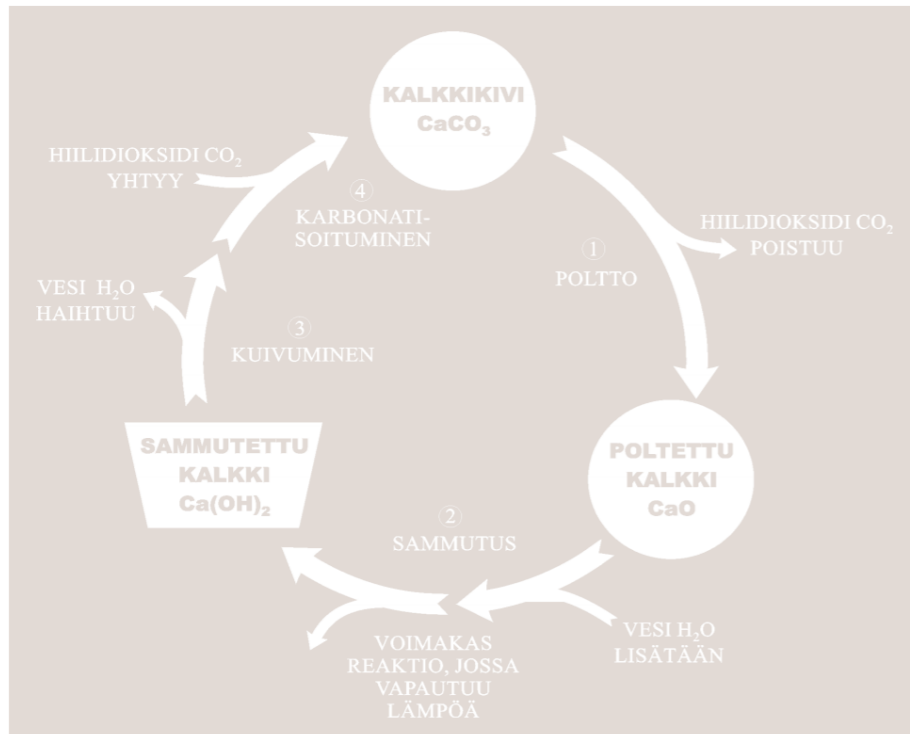 KALKKIKIVI
CaCO₃
HIILIDIOKSIDI CO₂
YHTYY
④
KARBONATI-
SOITUMINEN
HIILIDIOKSIDI CO₂
POISTUU
①
POLTTO
VESI H₂O
HAIHTUU
③
KUIVUMINEN
SAMMUTETTU
KALKKI
Ca(OH)₂
POLTETTU
KALKKI
CaO
②
SAMMUTUS
VESI H₂O
LISÄTÄÄN
VOIMAKAS
REAKTIO, JOSSA
VAPAUTUU
LÄMPÖÄ